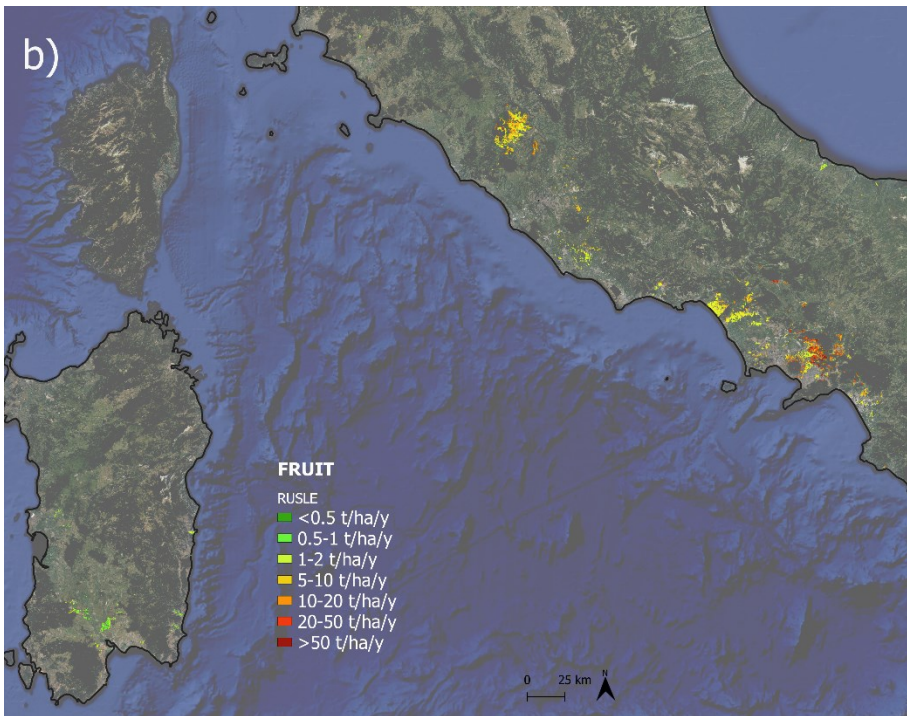 b)
FRUIT
RUSLE
<0.5 t/ha/y
0.5-1 t/ha/y
1-2 t/ha/y
5-10 t/ha/y
10-20 t/ha/y
20-50 t/ha/y
>50 t/ha/y
0 25 km N